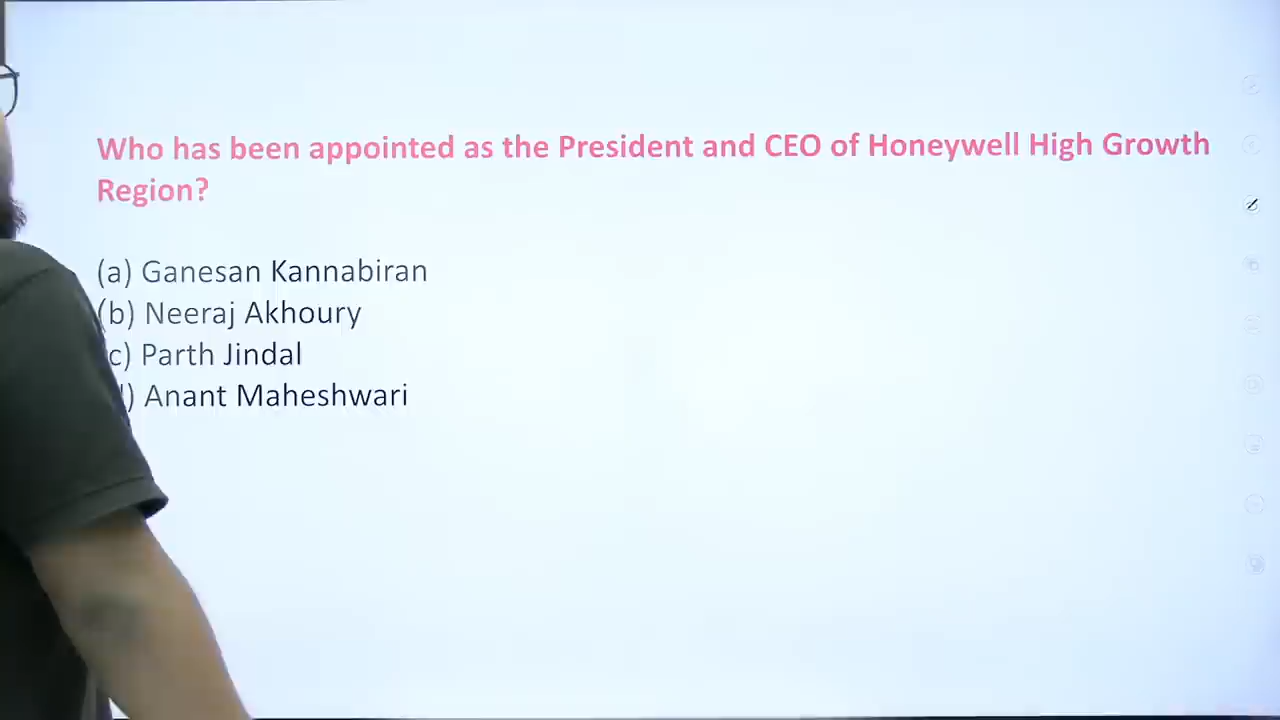 Who has been appointed as the President and CEO of Honeywell High Growth
Region?
(a) Ganesan Kannabiran
(b) Neeraj Akhoury
c) Parth Jindal
) Anant Maheshwari